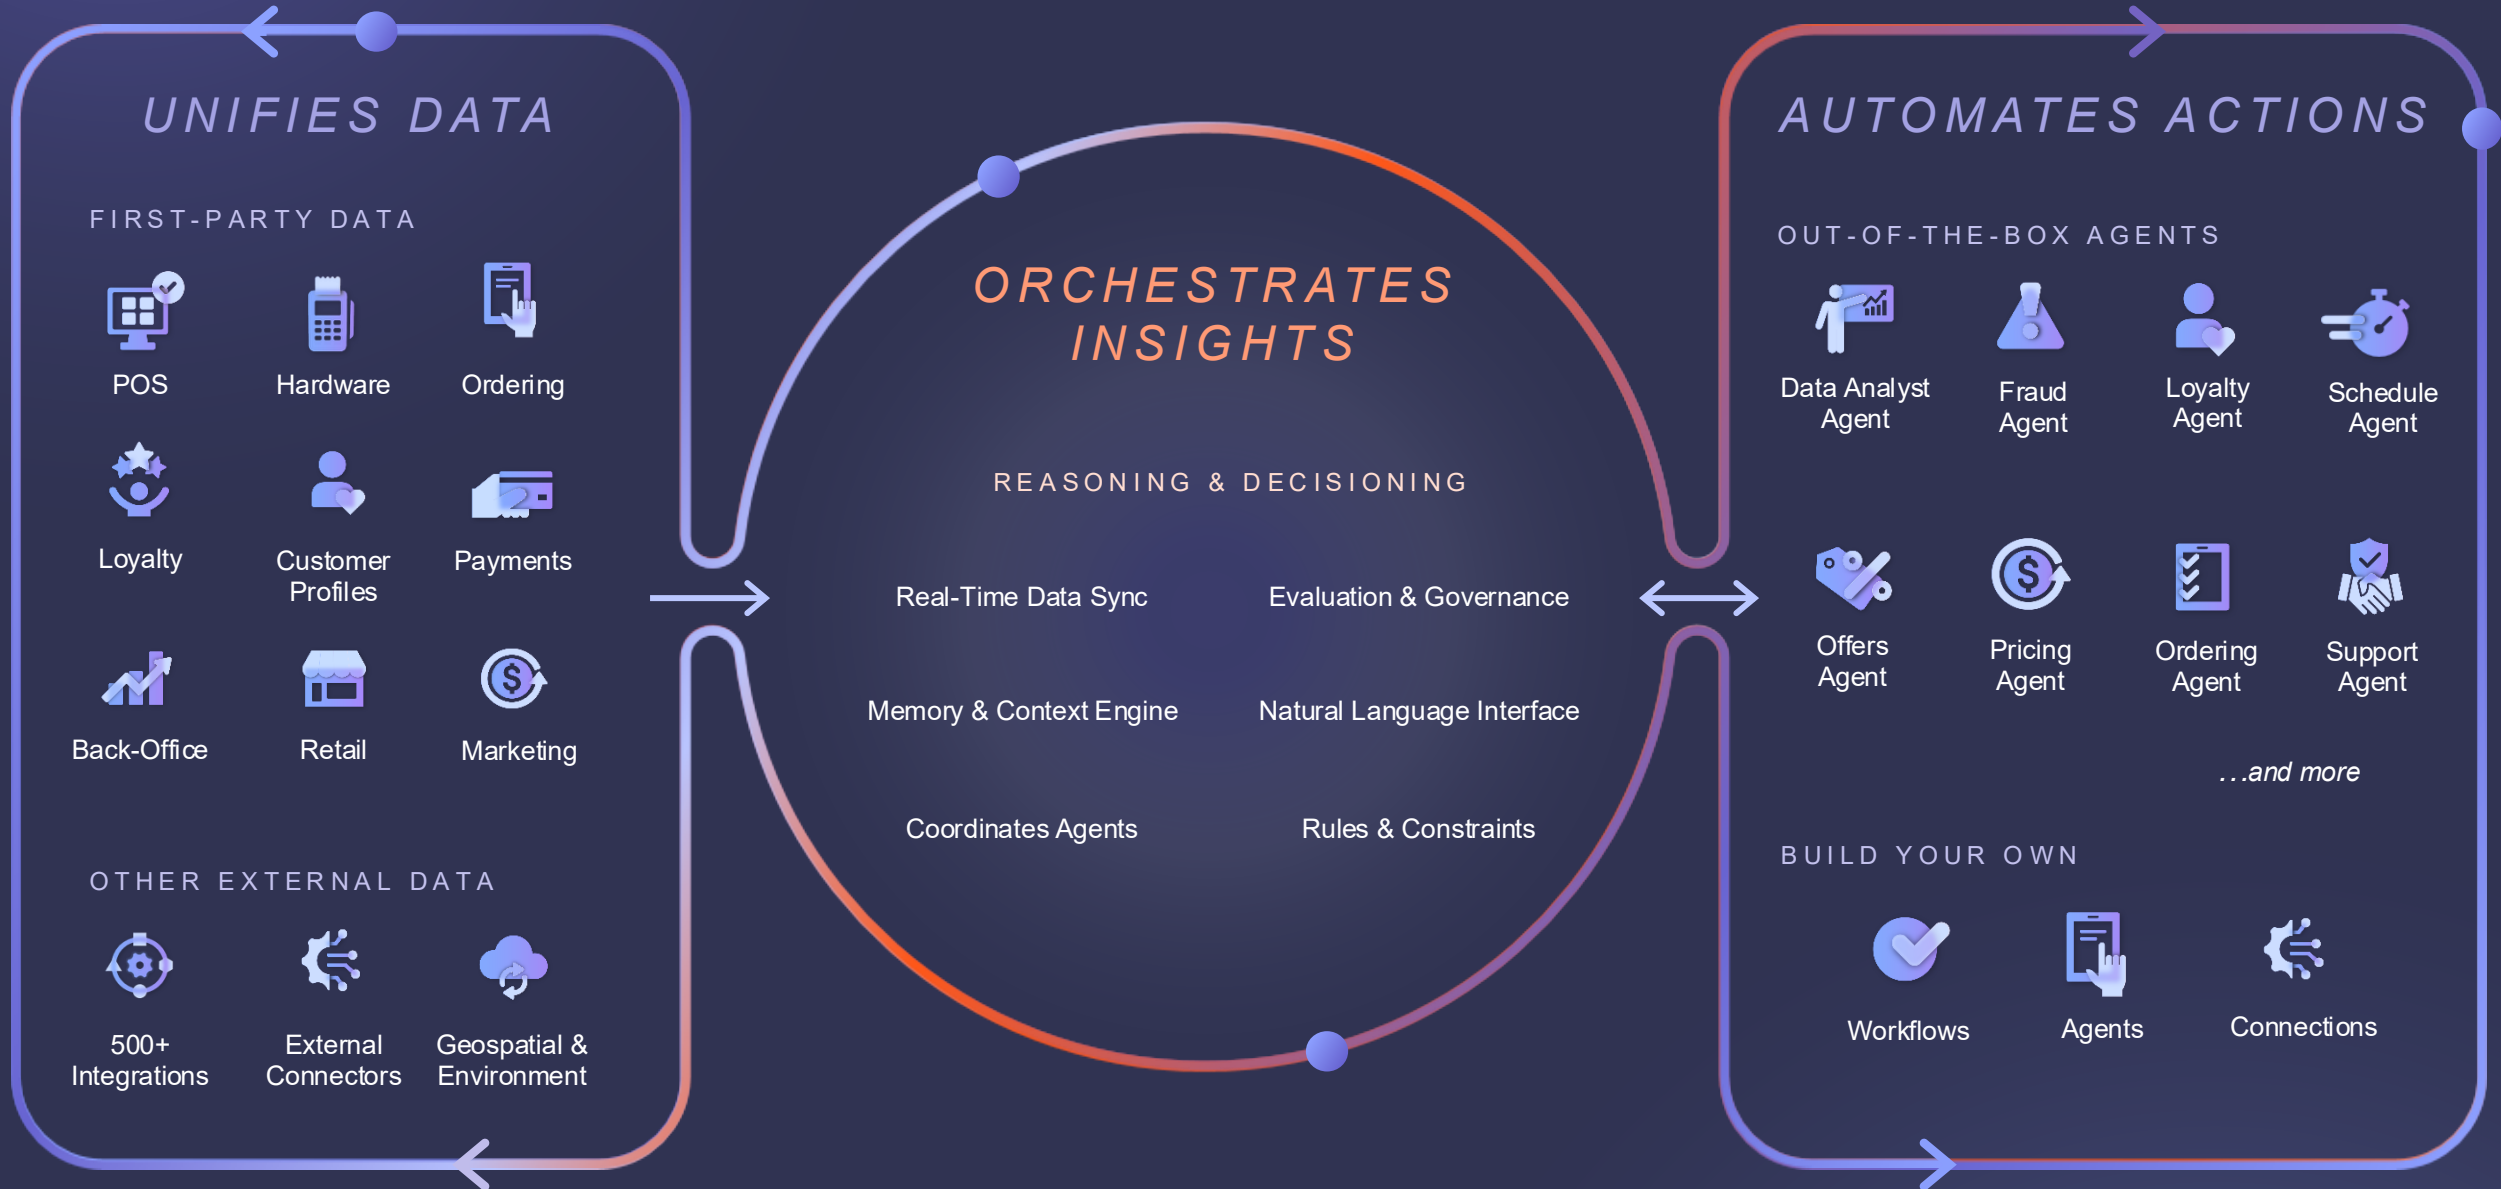 UNIFIES DATA
FIRST-PARTY DATA
POS
Hardware
Ordering
Loyalty
Customer
Profiles
Payments
Back-Office
Retail
Marketing
OTHER EXTERNAL DATA
500+
Integrations
External
Connectors
Geospatial &
Environment
ORCHESTRATES
INSIGHTS
REASONING & DECISIONING
Real-Time Data Sync
Evaluation & Governance
Memory & Context Engine
Natural Language Interface
Coordinates Agents
Rules & Constraints
AUTOMATES ACTIONS
OUT-OF-THE-BOX AGENTS
Data Analyst
Agent
Fraud
Agent
Loyalty
Agent
Schedule
Agent
Offers
Agent
Pricing
Agent
Ordering
Agent
Support
Agent
...and more
BUILD YOUR OWN
Workflows
Agents
Connections